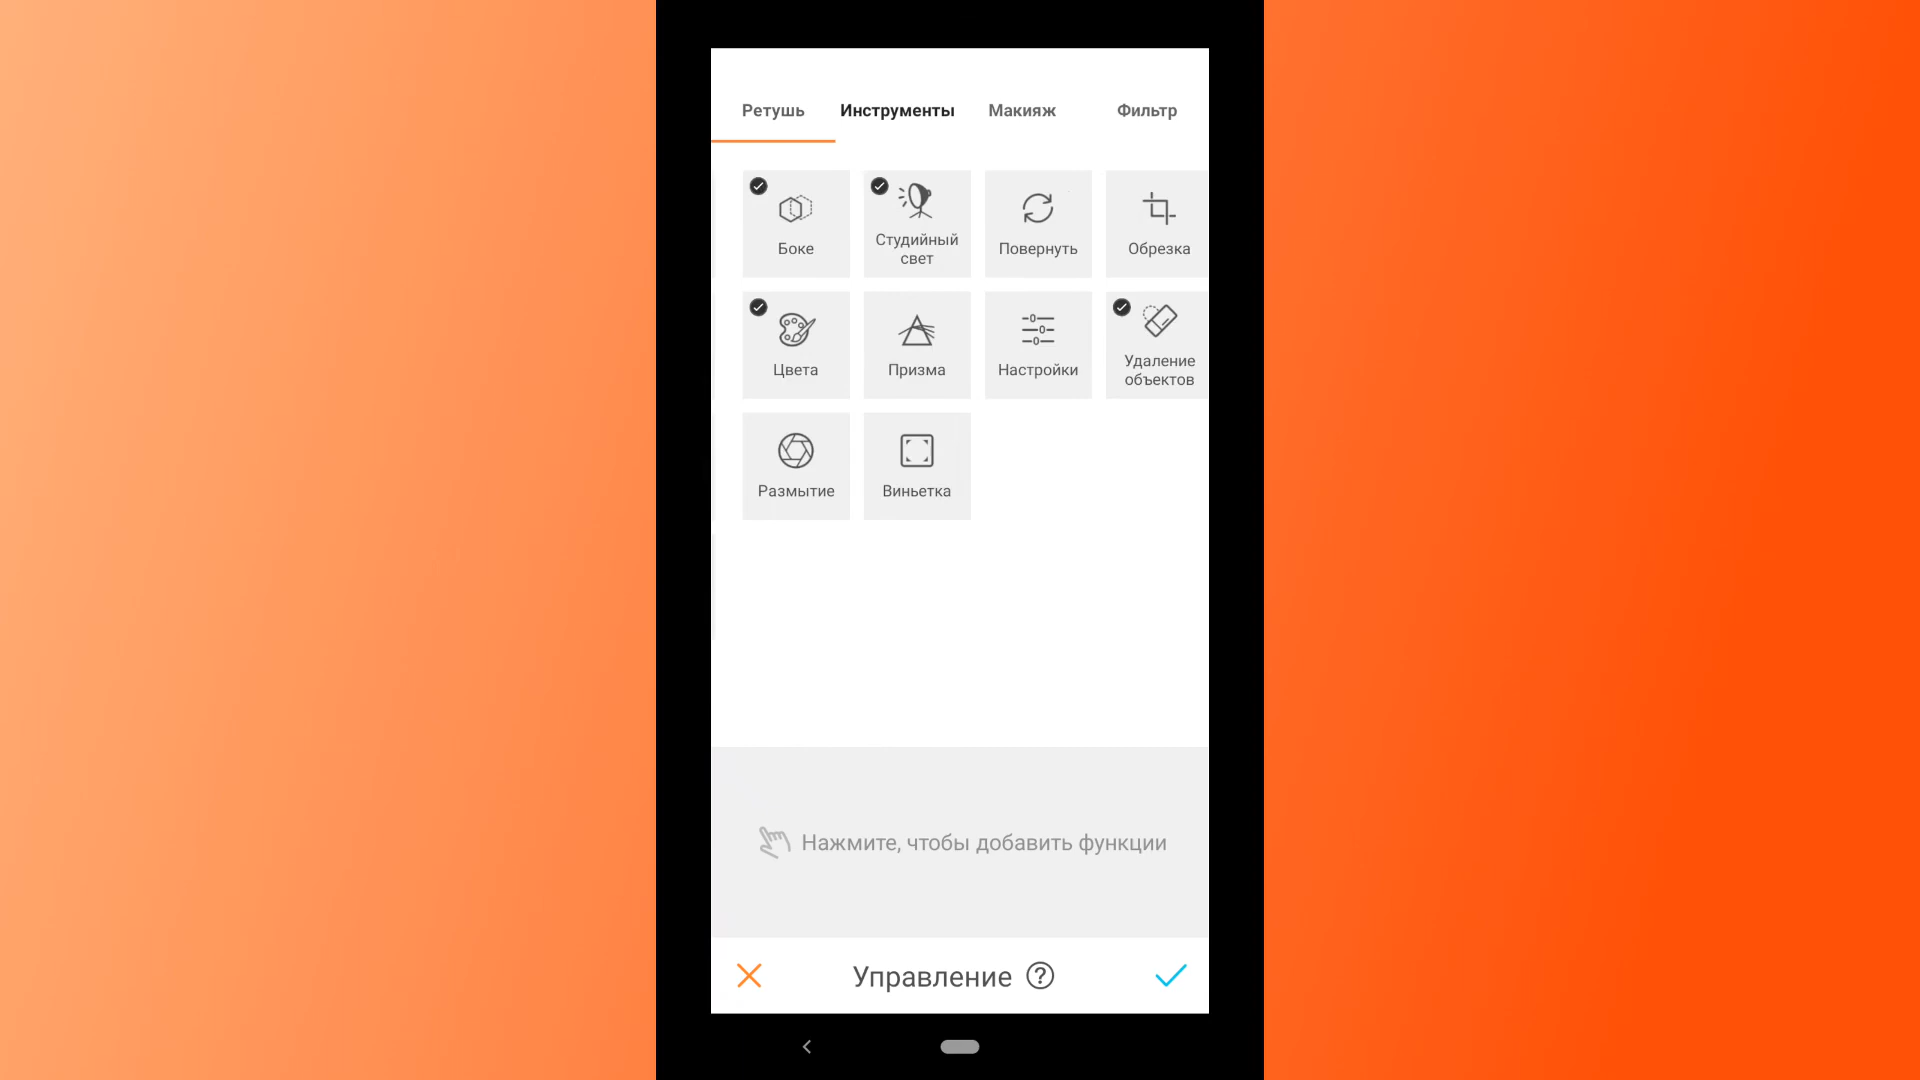 Ретушь Инструменты Макияж Фильтр
Боке
Студийный
свет
Повернуть
Обрезка
Цвета
Призма
Настройки
Удаление
объектов
Размытие
Виньетка
Нажмите, чтобы добавить функции
Управление ?